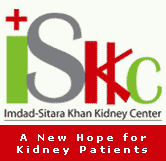 iSKKC
Imdad-Sitara Khan Kidney Center
A New Hope for
Kidney Patients